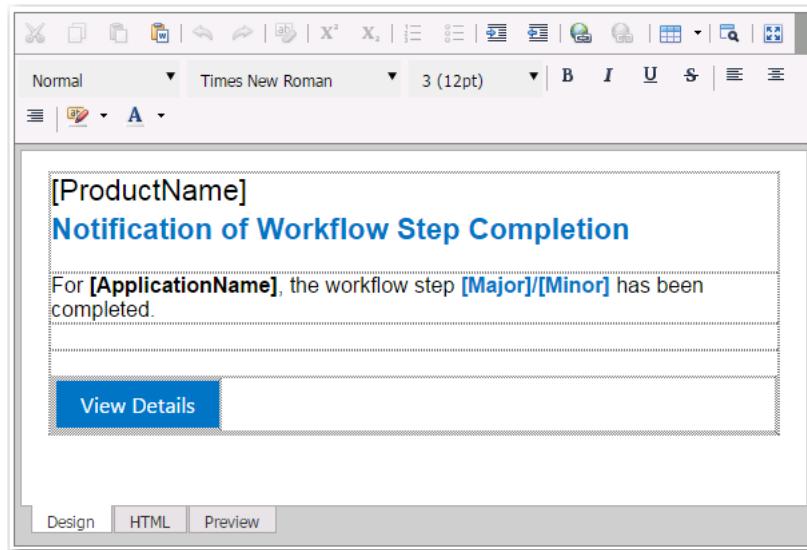 Normal Times New Roman 3 (12pt) B I U S
A
[ProductName]
Notification of Workflow Step Completion
For [ApplicationName], the workflow step [Major]/[Minor] has been
completed.
View Details
Design HTML Preview